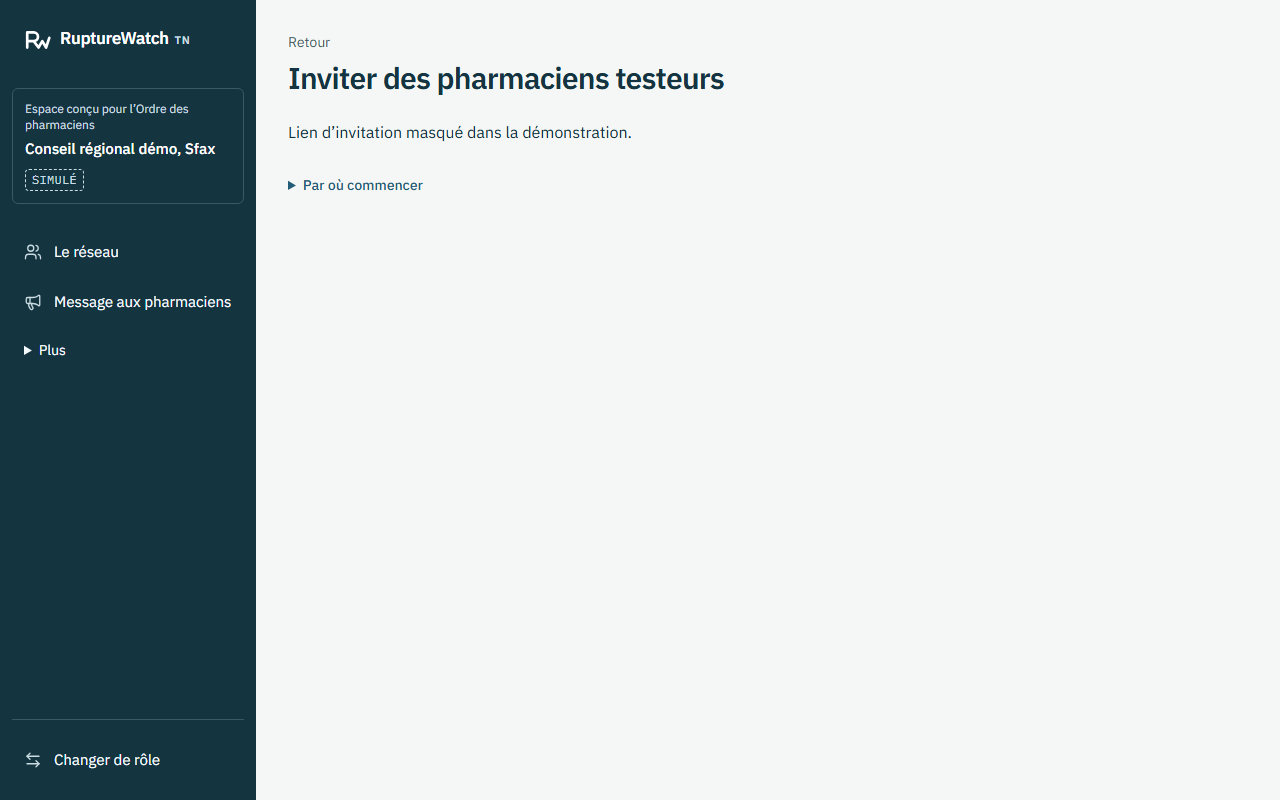 RuptureWatch TN
Espace conçu pour l’Ordre des
pharmaciens
Conseil régional démo, Sfax
SIMULÉ
Le réseau
Message aux pharmaciens
Plus
Changer de rôle
Retour
Inviter des pharmaciens testeurs
Lien d’invitation masqué dans la démonstration.
Par où commencer